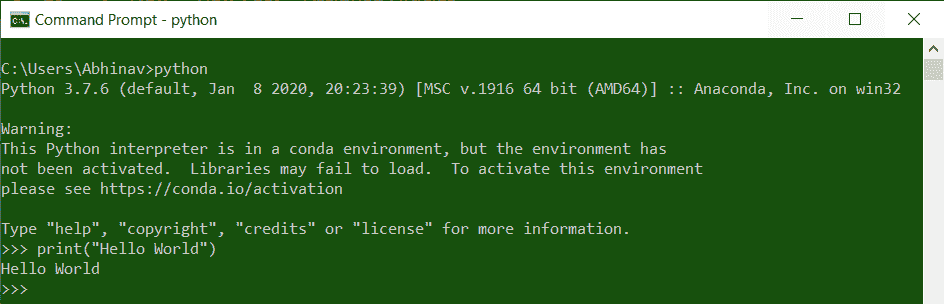 Command Prompt - python
C:\Users\Abhinav>python
Python 3.7.6 (default, Jan  8 2020, 20:23:39) [MSC v.1916 64 bit (AMD64)] :: Anaconda, Inc. on win32
Warning:
This Python interpreter is in a conda environment, but the environment has
not been activated.  Libraries may fail to load.  To activate this environment
please see https://conda.io/activation
Type "help", "copyright", "credits" or "license" for more information.
>>> print("Hello World")
Hello World
>>>